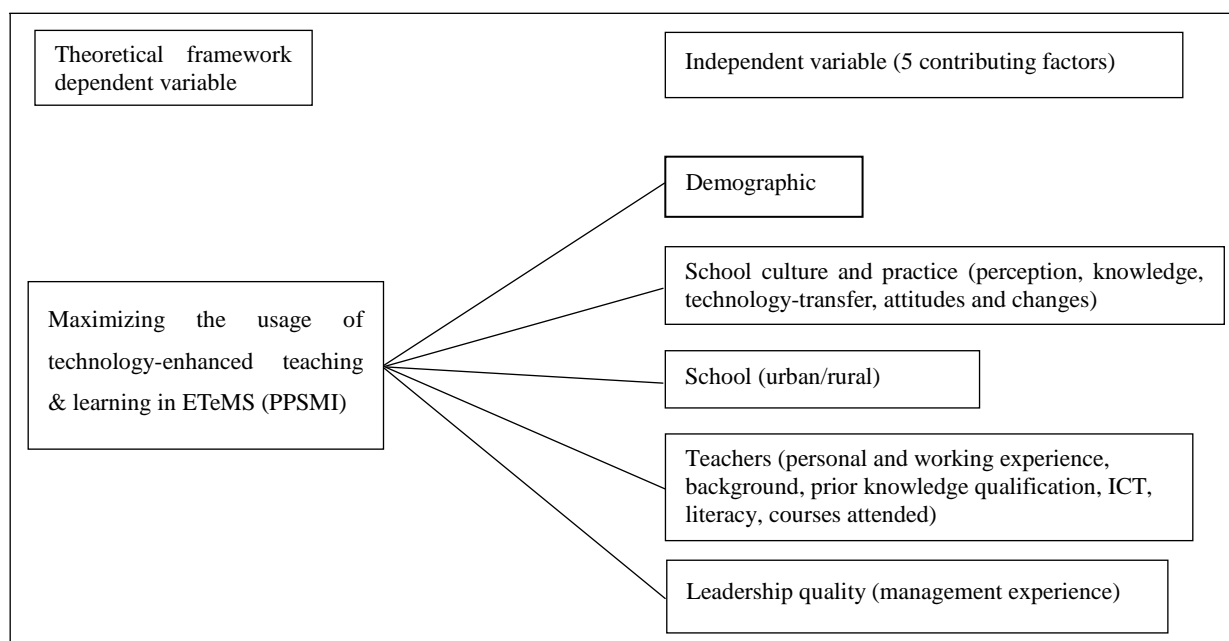 Theoretical framework
dependent variable
Independent variable (5 contributing factors)
Demographic
School culture and practice (perception, knowledge,
technology-transfer, attitudes and changes)
Maximizing the usage of
technology-enhanced teaching
& learning in ETeMS (PPSMI)
School (urban/rural)
Teachers (personal and working experience,
background, prior knowledge qualification, ICT,
literacy, courses attended)
Leadership quality (management experience)